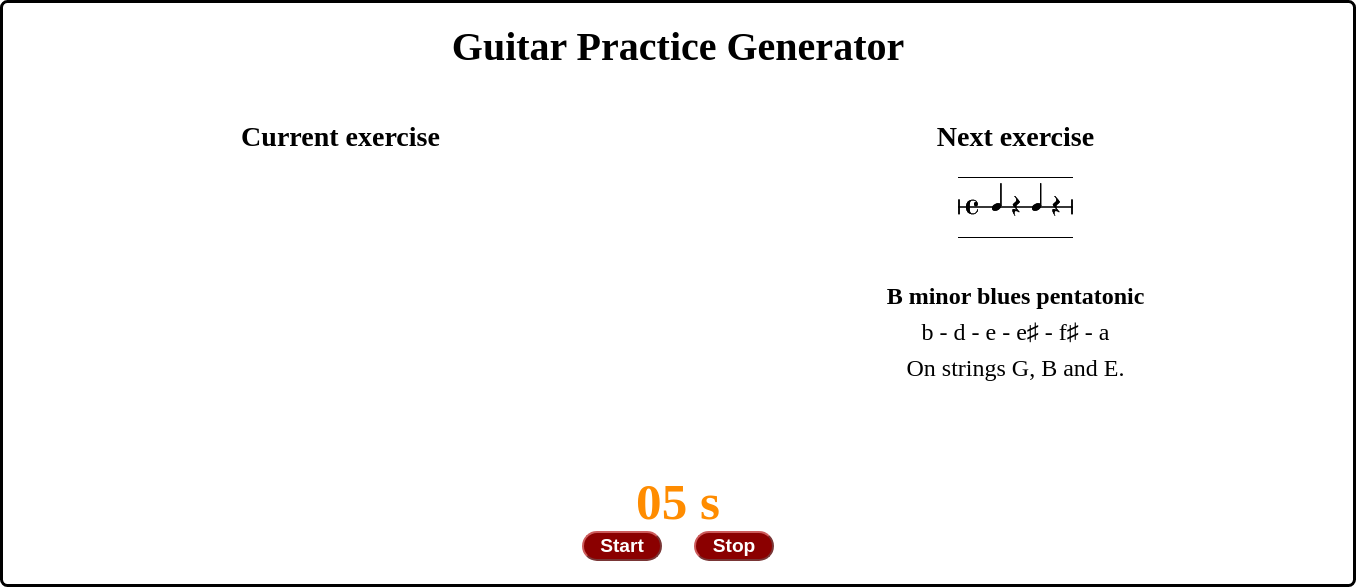 Guitar Practice Generator
Current exercise
Next exercise
B minor blues pentatonic
b - d - e - e♯ - f♯ - a
On strings G, B and E.
05 s
Start
Stop